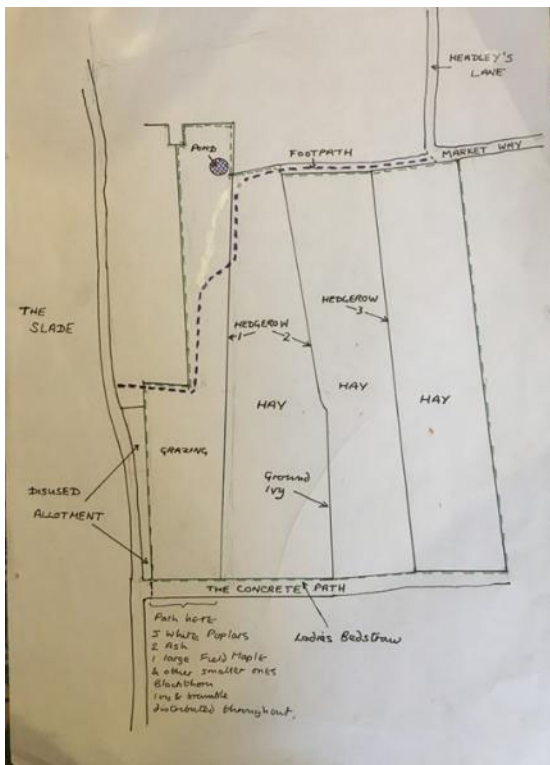 HEADLEY'S
LANE
MARKET WAY
FOOTPATH
POND
THE
SLADE
HEDGEROW
1
2
HEDGEROW
3
HAY
HAY
HAY
GRAZING
Ground
Ivy
DISUSED
ALLOTMENT
THE CONCRETE PATH
Path here
5 White Poplars
2 Ash
1 large Field Maple
& other smaller ones
Blackthorn
Ivy & bramble
distributed throughout.
Ladies Bedstraw